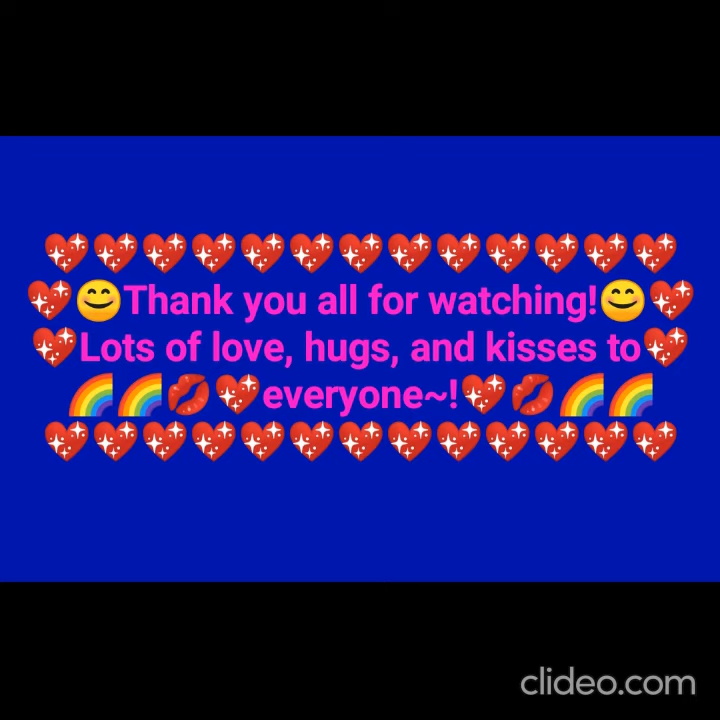 💖💖💖💖💖💖💖💖💖💖💖💖💖
💖😊Thank you all for watching!😊💖
💖Lots of love, hugs, and kisses to💖
🌈🌈💋💖everyone~!💖💋🌈🌈
💖💖💖💖💖💖💖💖💖💖💖💖💖
clideo.com